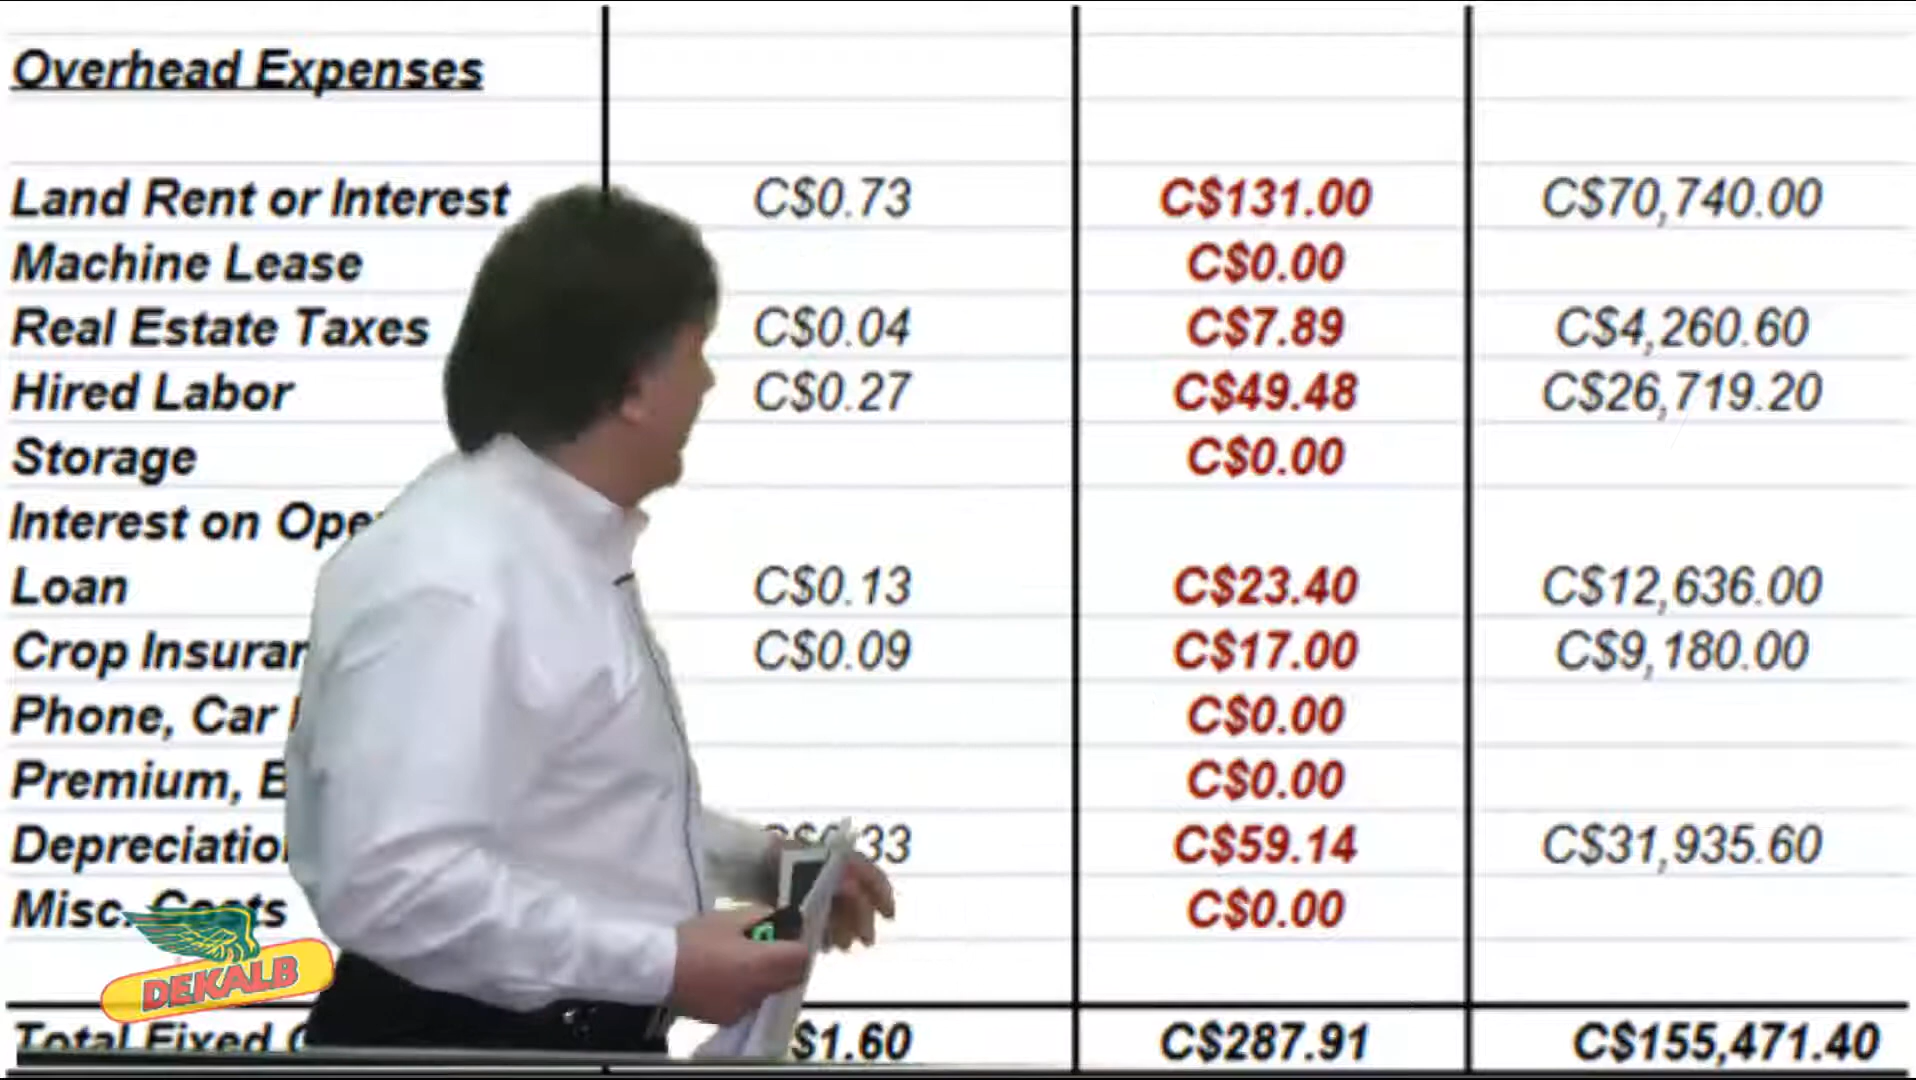 Overhead Expenses
Land Rent or Interest C$0.73 C$131.00 C$70,740.00
Machine Lease C$0.00
Real Estate Taxes C$0.04 C$7.89 C$4,260.60
Hired Labor C$0.27 C$49.48 C$26,719.20
Storage C$0.00
Interest on
Loan C$0.13 C$23.40 C$12,636.00
Crop C$0.09 C$17.00 C$9,180.00
Phone, Car C$0.00
Premium, C$0.00
C$59.14 C$31,935.60
Misc. Costs C$0.00
DEKALB
Total Fixed $1.60 C$287.91 C$155,471.40